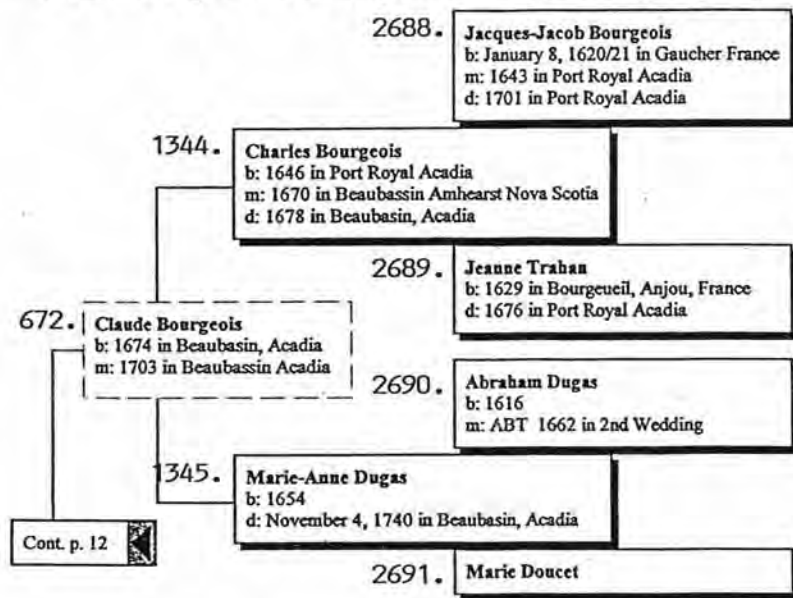 2688. Jacques-Jacob Bourgeois
b: January 8, 1620/21 in Gaucher France
m: 1643 in Port Royal Acadia
d: 1701 in Port Royal Acadia
1344. Charles Bourgeois
b: 1646 in Port Royal Acadia
m: 1670 in Beaubassin Amhearst Nova Scotia
d: 1678 in Beaubasin, Acadia
2689. Jeanne Trahan
b: 1629 in Bourgeueil, Anjou, France
d: 1676 in Port Royal Acadia
672. Claude Bourgeois
b: 1674 in Beaubasin, Acadia
m: 1703 in Beaubassin Acadia
2690. Abraham Dugas
b: 1616
m: ABT 1662 in 2nd Wedding
1345. Marie-Anne Dugas
b: 1654
d: November 4, 1740 in Beaubasin, Acadia
Cont. p. 12
2691. Marie Doucet